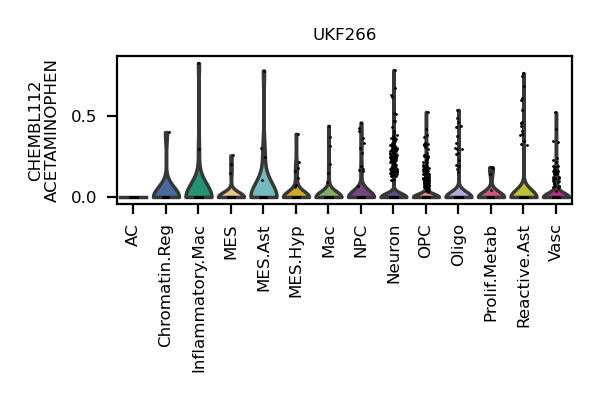 UKF266
CHEMBL112
ACETAMINOPHEN
0.5
0.0
AC
Chromatin.Reg
Inflammatory.Mac
MES
MES.Ast
MES.Hyp
Mac
NPC
Neuron
OPC
Oligo
Prolif.Metab
Reactive.Ast
Vasc